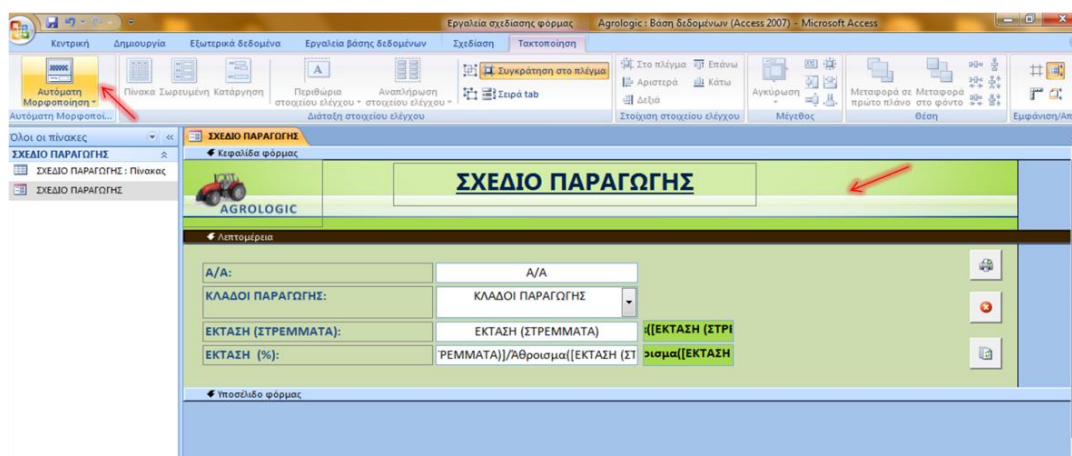 Εργαλεία σχεδίασης φόρμας Agrologic : Βάση δεδομένων (Access 2007) - Microsoft Access
Κεντρική Δημιουργία Εξωτερικά δεδομένα Εργαλεία βάσης δεδομένων Σχεδίαση Τακτοποίηση
Αυτόματη Μορφοποίηση
Πίνακα Σωρευμένη Κατάργηση
Περιθώρια στοιχείου ελέγχου
Αναπλήρωση στοιχείου ελέγχου
Συγκράτηση στο πλέγμα
Σειρά tab
Στο πλέγμα Επάνω
Αριστερά Κάτω
Δεξιά
Αγκύρωση
Μεταφορά σε πρώτο πλάνο
Μεταφορά στο φόντο
Αυτόματη Μορφοποί... Διάταξη στοιχείου ελέγχου Στοίχιση στοιχείου ελέγχου Μέγεθος Θέση Εμφάνιση/Απ
Όλοι οι πίνακες
ΣΧΕΔΙΟ ΠΑΡΑΓΩΓΗΣ
ΣΧΕΔΙΟ ΠΑΡΑΓΩΓΗΣ : Πίνακας
ΣΧΕΔΙΟ ΠΑΡΑΓΩΓΗΣ
ΣΧΕΔΙΟ ΠΑΡΑΓΩΓΗΣ
Κεφαλίδα φόρμας
ΣΧΕΔΙΟ ΠΑΡΑΓΩΓΗΣ
AGROLOGIC
Λεπτομέρεια
Α/Α: Α/Α
ΚΛΑΔΟΙ ΠΑΡΑΓΩΓΗΣ: ΚΛΑΔΟΙ ΠΑΡΑΓΩΓΗΣ
ΕΚΤΑΣΗ (ΣΤΡΕΜΜΑΤΑ): ΕΚΤΑΣΗ (ΣΤΡΕΜΜΑΤΑ) ([ΕΚΤΑΣΗ (ΣΤΡΕ
ΕΚΤΑΣΗ (%): ΡΕΜΜΑΤΑ)]/Άθροισμα([ΕΚΤΑΣΗ (ΣΤ οισμα([ΕΚΤΑΣΗ
Υποσέλιδο φόρμας